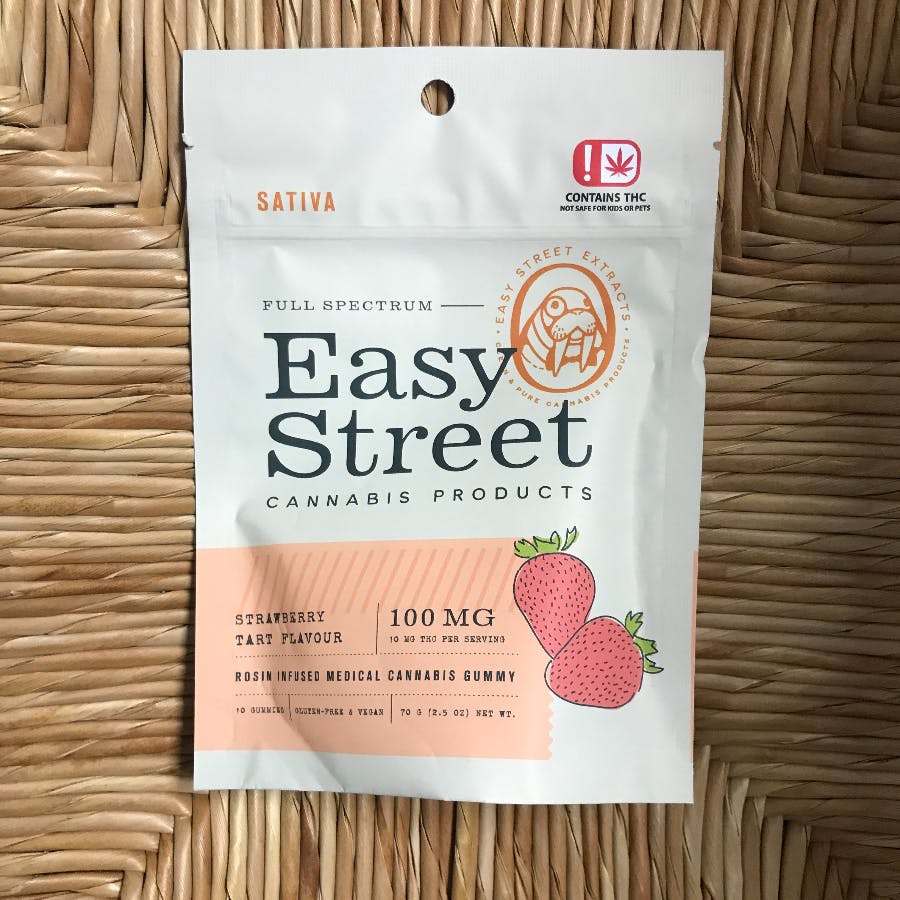 SATIVA
!
CONTAINS THC
NOT SAFE FOR KIDS OR PETS
FULL SPECTRUM
EASY STREET EXTRACTS
& PURE CANNABIS PRODUCTS
Easy
Street
CANNABIS PRODUCTS
STRAWBERRY
TART FLAVOUR
100 MG
10 MG THC PER SERVING
ROSIN INFUSED MEDICAL CANNABIS GUMMY
10 GUMMIES
GLUTEN-FREE & VEGAN
70 G (2.5 OZ) NET WT.